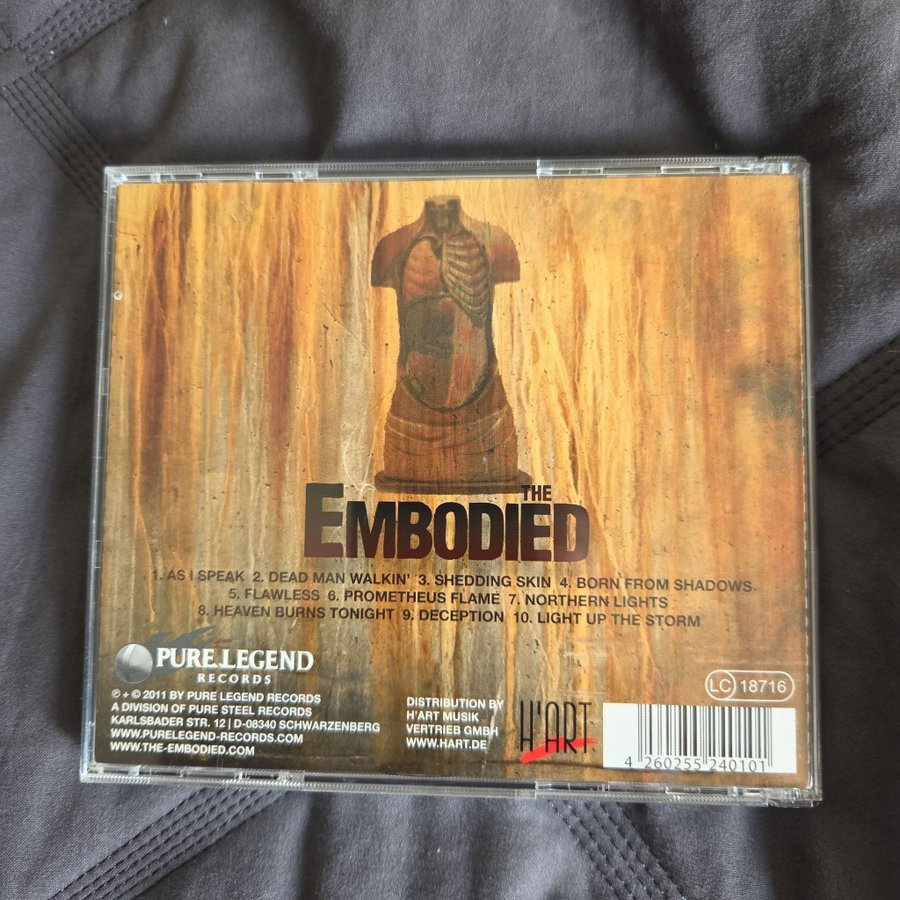 THE
EMBODIED
1. AS I SPEAK 2. DEAD MAN WALKIN' 3. SHEDDING SKIN 4. BORN FROM SHADOWS
5. FLAWLESS 6. PROMETHEUS FLAME 7. NORTHERN LIGHTS
8. HEAVEN BURNS TONIGHT 9. DECEPTION 10. LIGHT UP THE STORM
PURE LEGEND
RECORDS
℗ + © 2011 BY PURE LEGEND RECORDS
A DIVISION OF PURE STEEL RECORDS
KARLSBADER STR. 12 | D-08340 SCHWARZENBERG
WWW.PURELEGEND-RECORDS.COM
WWW.THE-EMBODIED.COM
DISTRIBUTION BY
H'ART MUSIK
VERTRIEB GMBH
WWW.HART.DE
H'ART
LC 18716
4 260255 240101